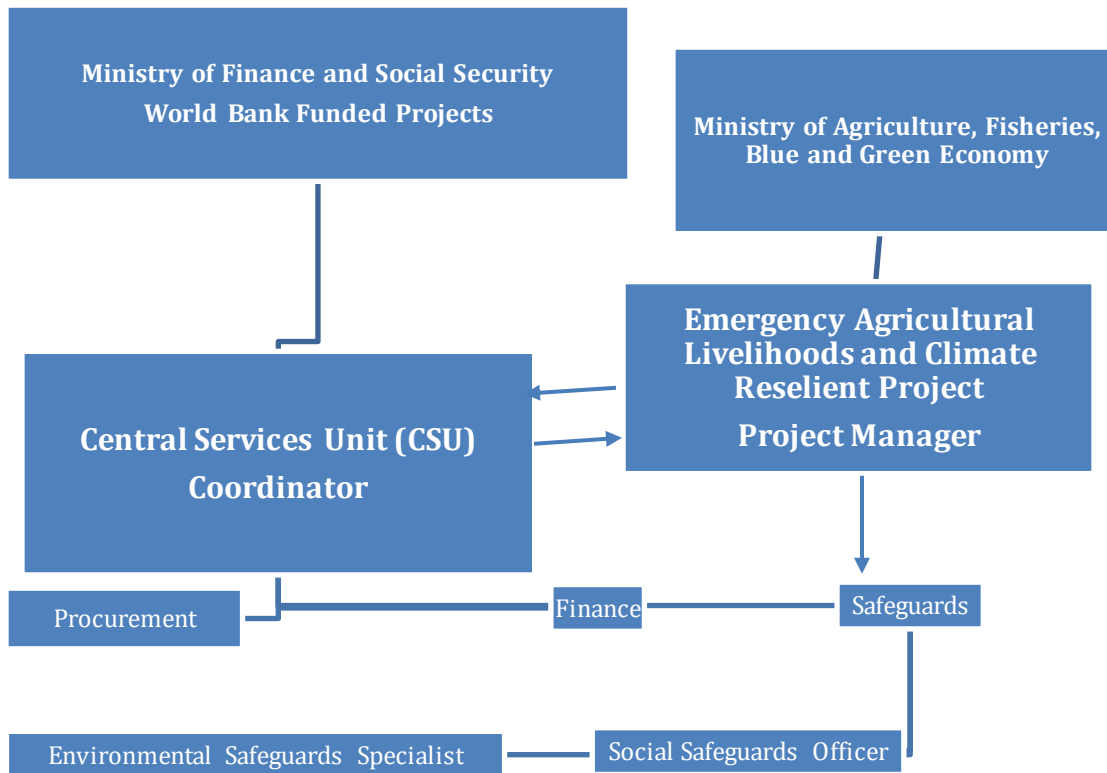 Ministry of Finance and Social Security
World Bank Funded Projects
Ministry of Agriculture, Fisheries,
Blue and Green Economy
Emergency Agricultural
Livelihoods and Climate
Reselient Project
Project Manager
Central Services Unit (CSU)
Coordinator
Procurement
Finance
Safeguards
Environmental Safeguards Specialist
Social Safeguards Officer